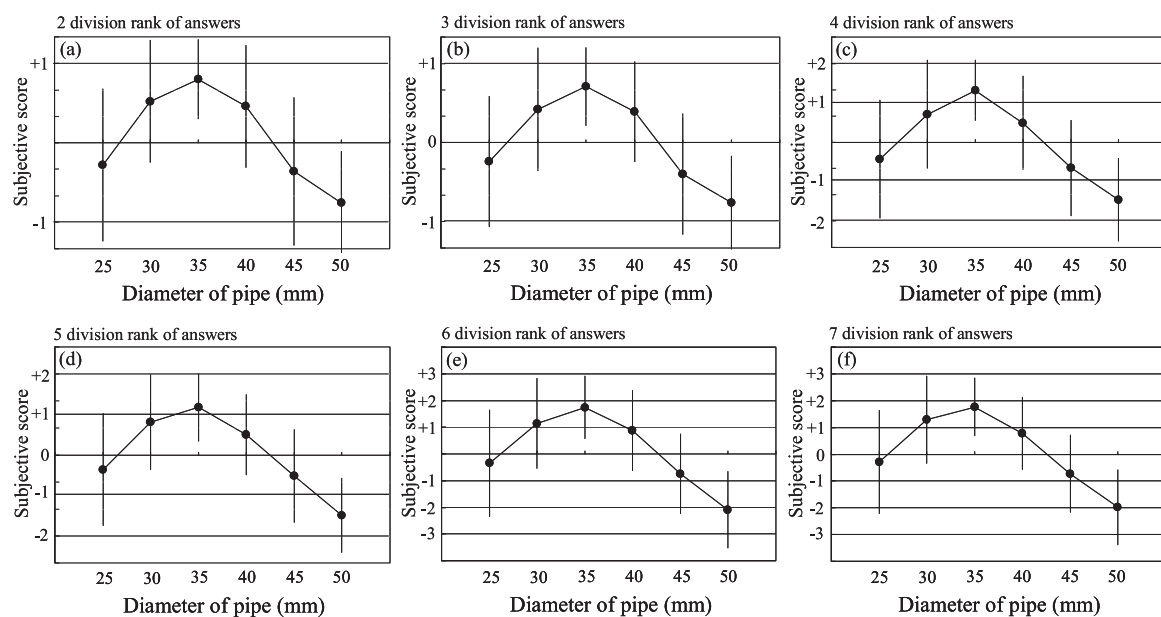 2 division rank of answers
(a)
Subjective score
+1
-1
25 30 35 40 45 50
Diameter of pipe (mm)
3 division rank of answers
(b)
Subjective score
+1
0
-1
25 30 35 40 45 50
Diameter of pipe (mm)
4 division rank of answers
(c)
Subjective score
+2
+1
-1
-2
25 30 35 40 45 50
Diameter of pipe (mm)
5 division rank of answers
(d)
Subjective score
+2
+1
0
-1
-2
25 30 35 40 45 50
Diameter of pipe (mm)
6 division rank of answers
(e)
Subjective score
+3
+2
+1
0
-1
-2
-3
25 30 35 40 45 50
Diameter of pipe (mm)
7 division rank of answers
(f)
Subjective score
+3
+2
+1
0
-1
-2
-3
25 30 35 40 45 50
Diameter of pipe (mm)